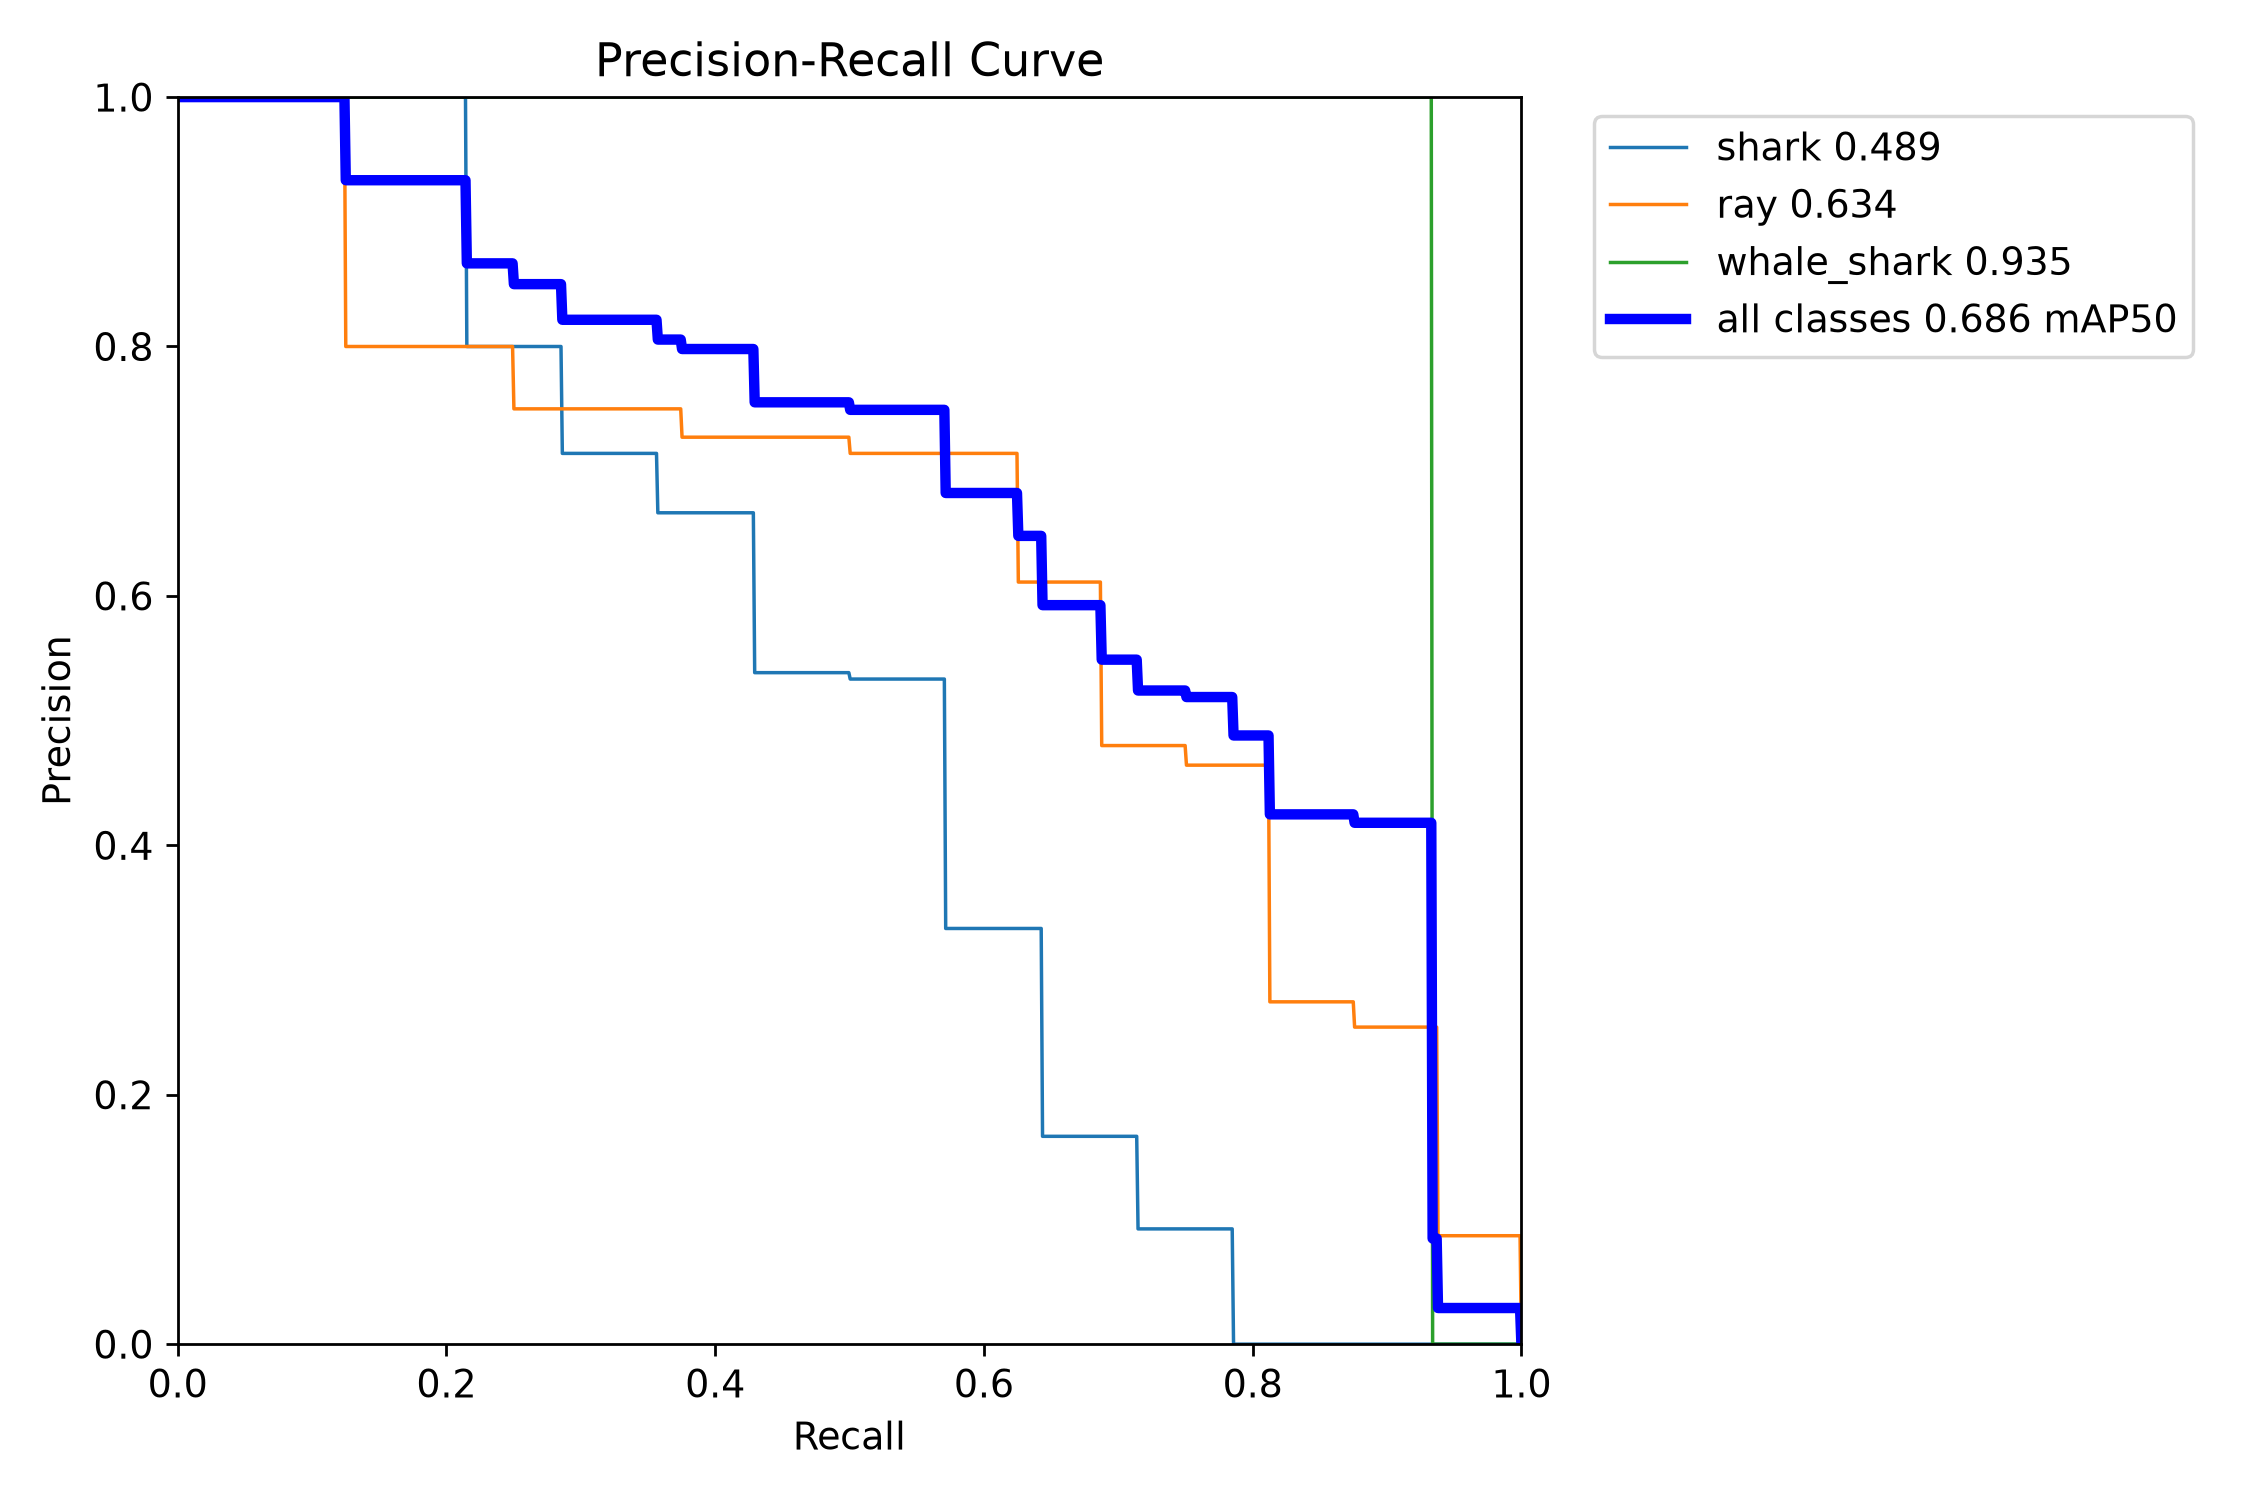 Precision-Recall Curve
1.0
0.8
0.6
0.4
0.2
0.0
Precision
0.0 0.2 0.4 0.6 0.8 1.0
Recall
shark 0.489
ray 0.634
whale_shark 0.935
all classes 0.686 mAP50